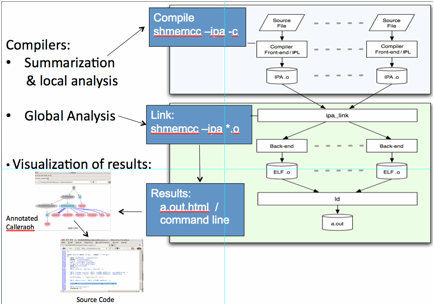 Compilers:
• Summarization
& local analysis
• Global Analysis
• Visualization of results:
Compile
shmemcc –ipa -c
Link:
shmemcc –ipa *.o
Results:
a.out.html /
command line
Annotated
Callgraph
Source Code
Source
File
Source
File
Compiler
Front-end / IPL
Compiler
Front-end / IPL
IPA .o
IPA .o
ipa_link
Back-end
Back-end
ELF .o
ELF .o
ld
a.out